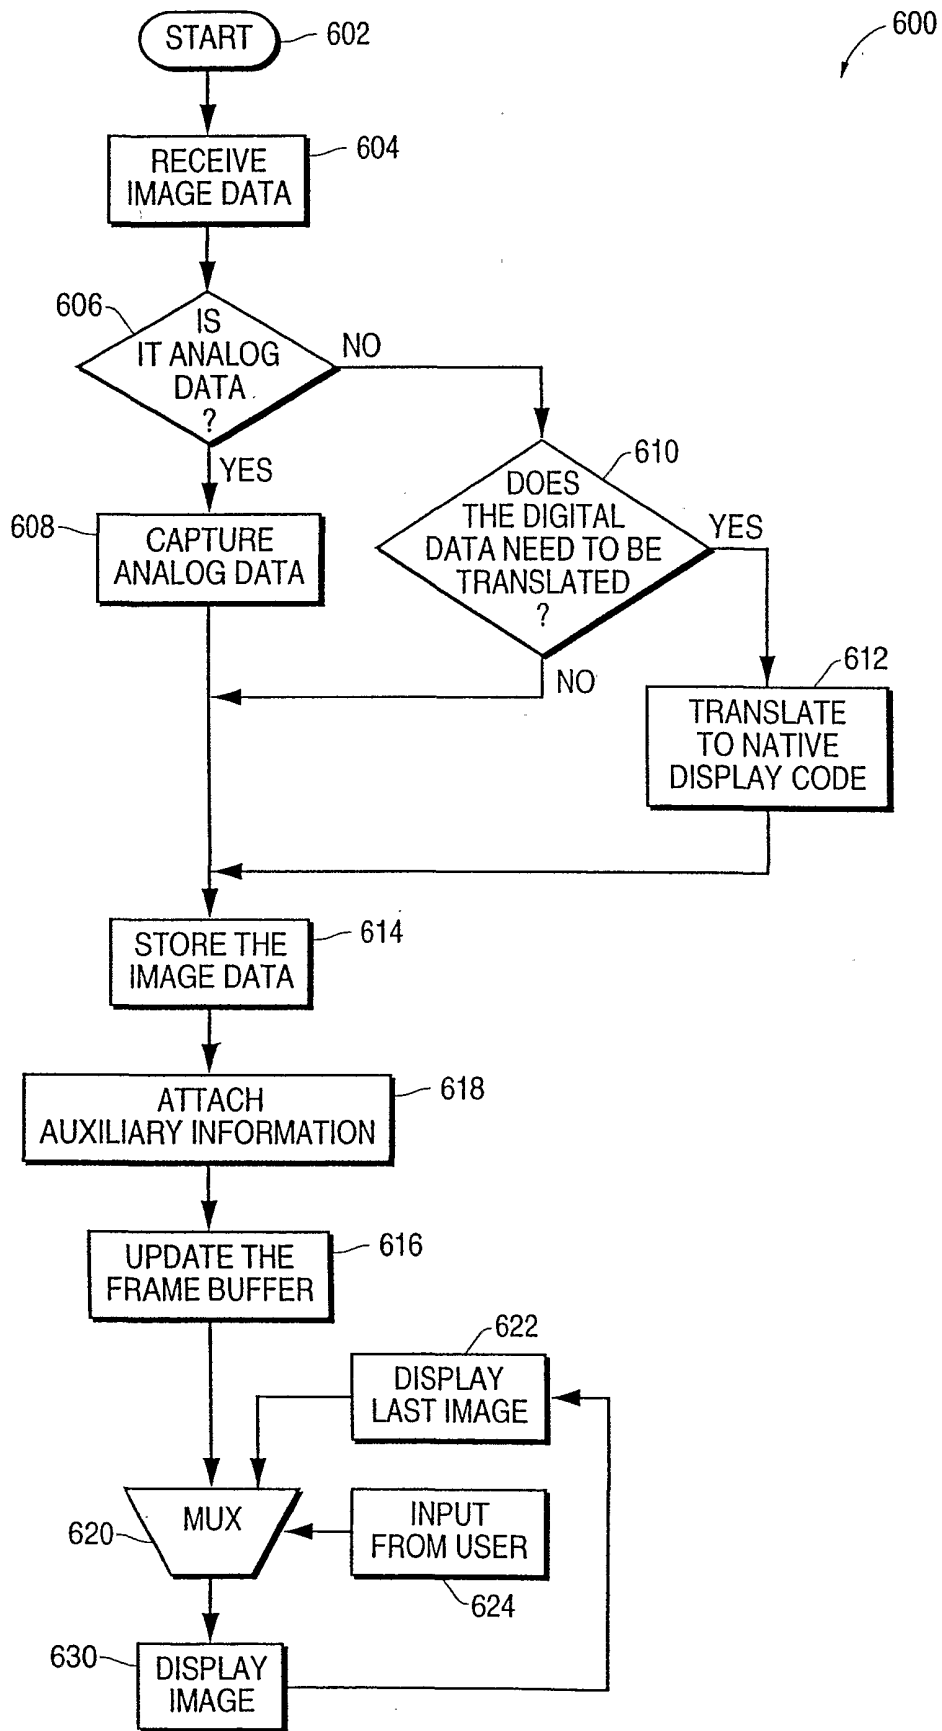 START
602
600
RECEIVE
IMAGE DATA
604
606
IS
IT ANALOG
DATA
?
NO
YES
610
DOES
THE DIGITAL
DATA NEED TO BE
TRANSLATED
?
YES
NO
608
CAPTURE
ANALOG DATA
612
TRANSLATE
TO NATIVE
DISPLAY CODE
STORE THE
IMAGE DATA
614
ATTACH
AUXILIARY INFORMATION
618
UPDATE THE
FRAME BUFFER
616
622
DISPLAY
LAST IMAGE
MUX
620
INPUT
FROM USER
624
630
DISPLAY
IMAGE